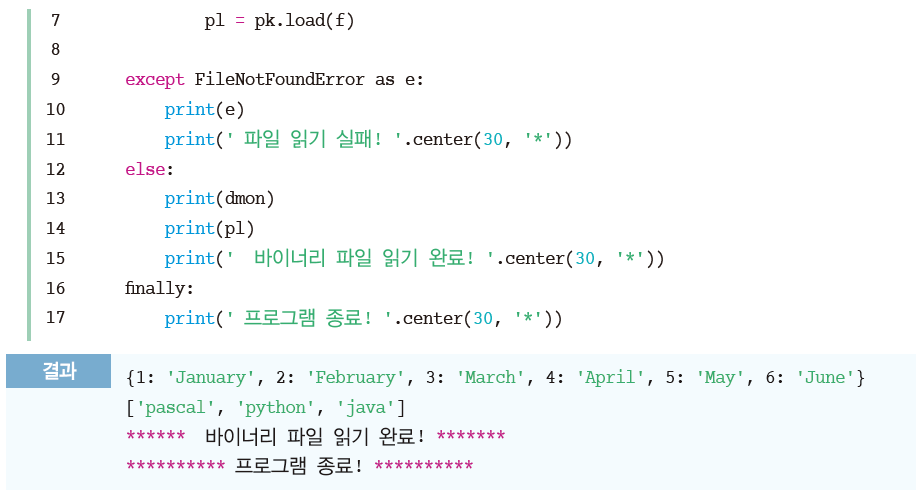 7 pl = pk.load(f)
8
9 except FileNotFoundError as e:
10 print(e)
11 print(' 파일 읽기 실패! '.center(30, '*'))
12 else:
13 print(dmon)
14 print(pl)
15 print('  바이너리 파일 읽기 완료! '.center(30, '*'))
16 finally:
17 print(' 프로그램 종료! '.center(30, '*'))
결과
{1: 'January', 2: 'February', 3: 'March', 4: 'April', 5: 'May', 6: 'June'}
['pascal', 'python', 'java']
******  바이너리 파일 읽기 완료! *******
********** 프로그램 종료! **********